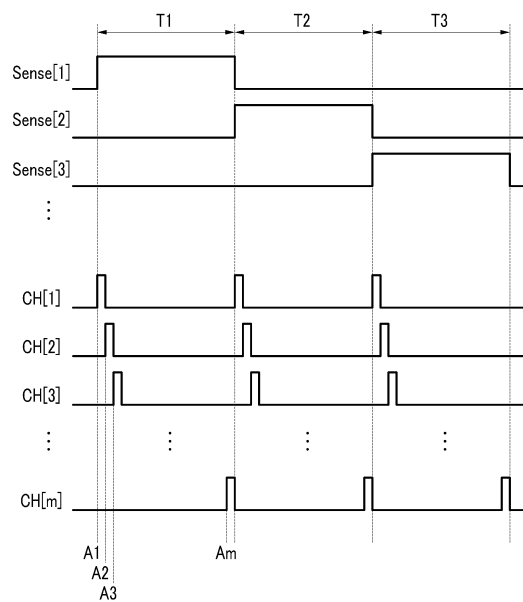 T1 T2 T3
Sense[1]
Sense[2]
Sense[3]
⋮
CH[1]
CH[2]
CH[3]
⋮ ⋮ ⋮ ⋮
CH[m]
A1 Am
A2
A3